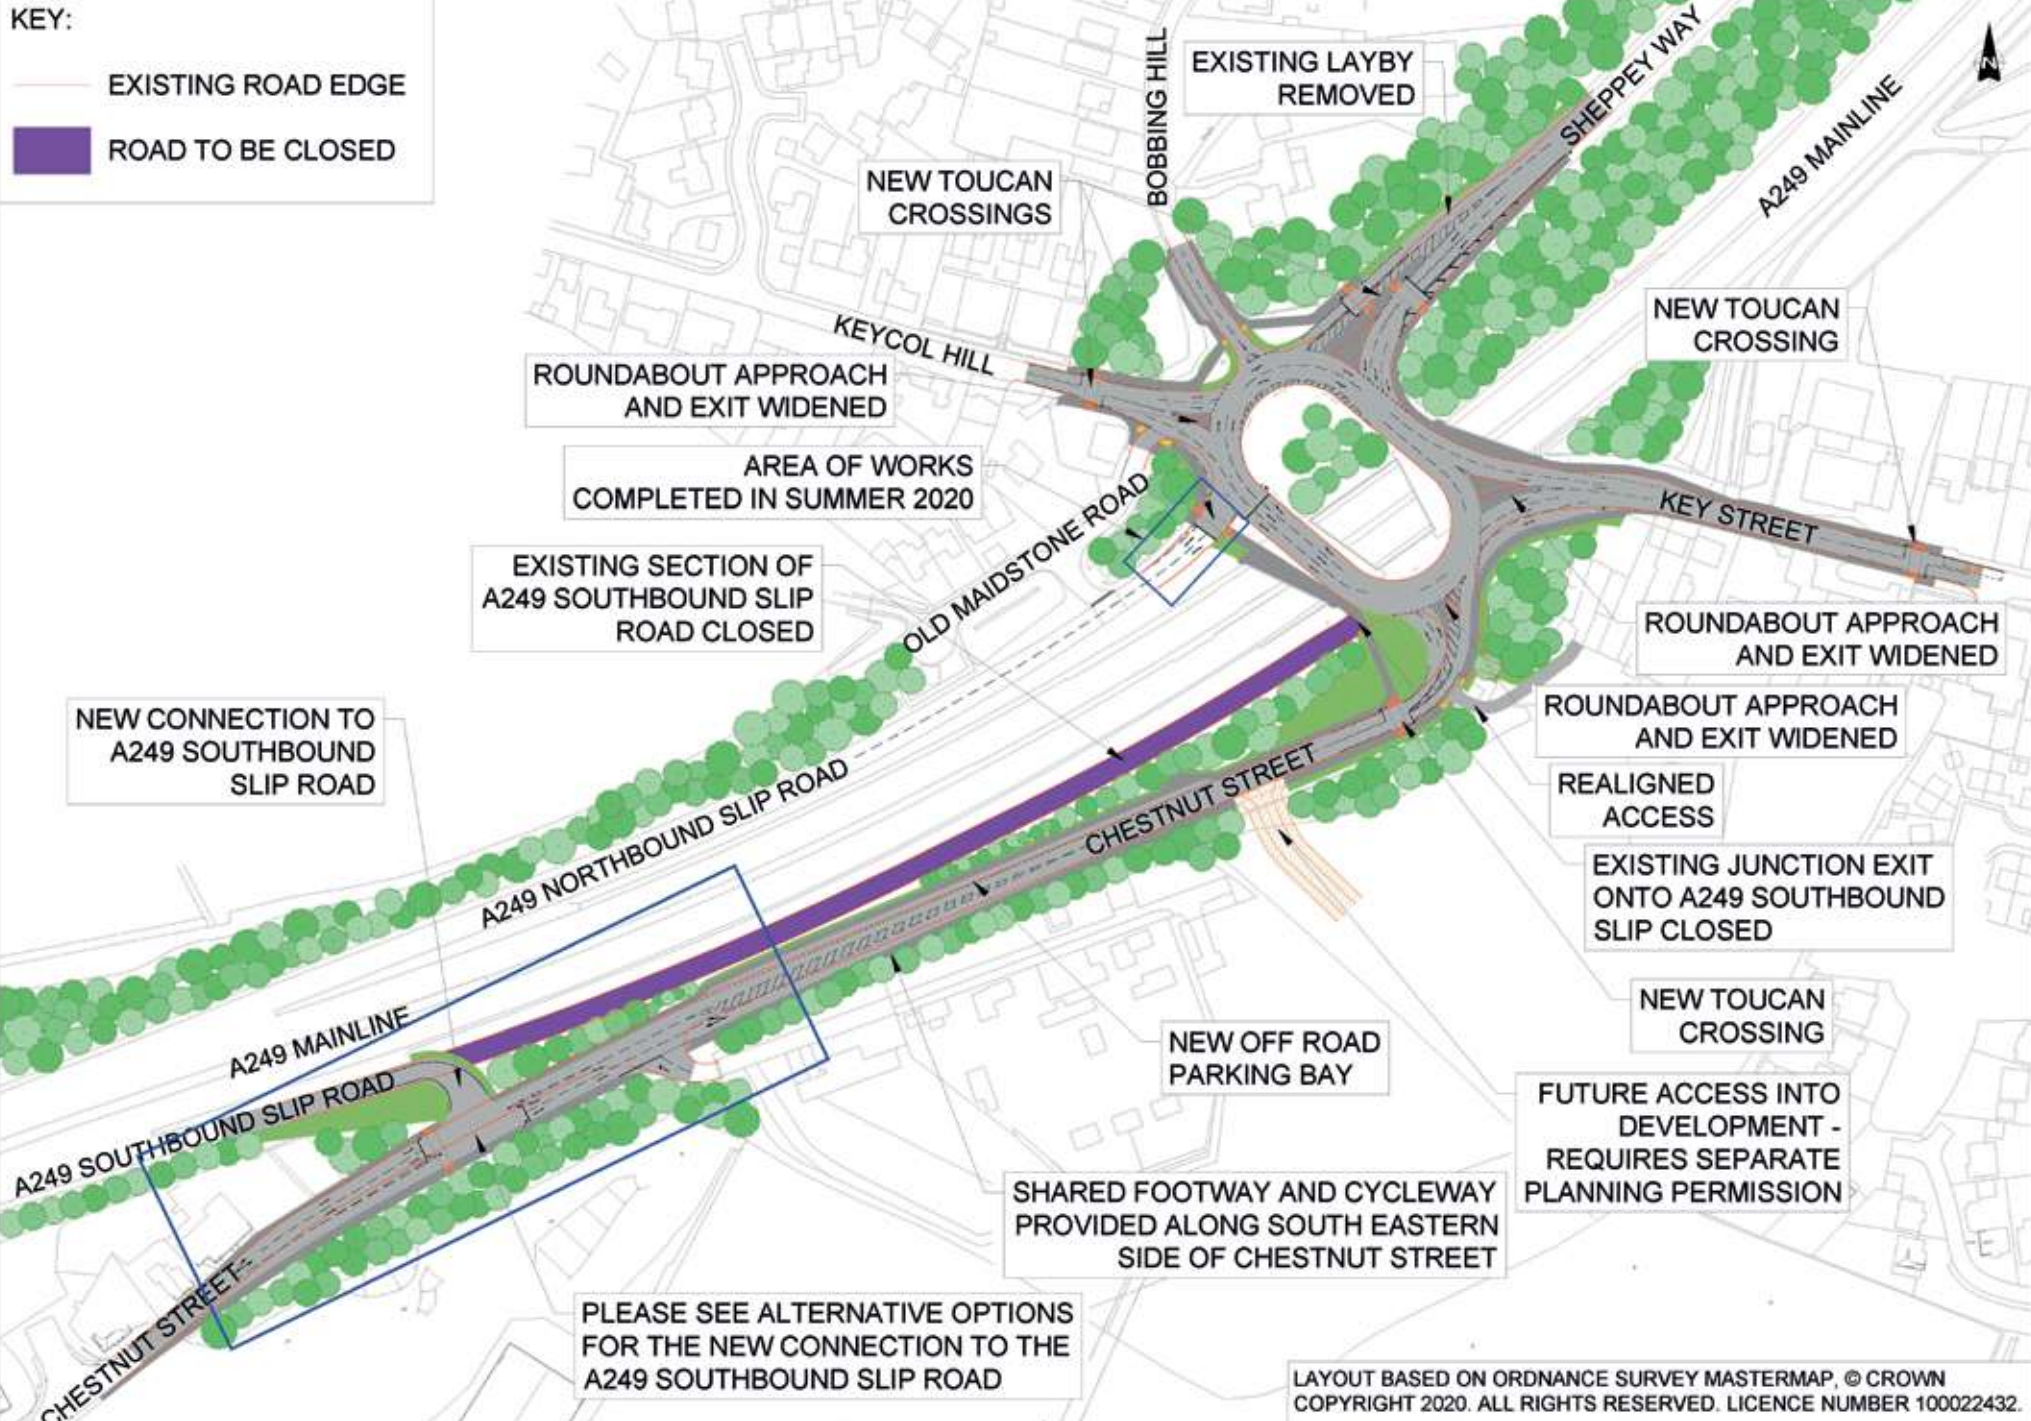 KEY:
EXISTING ROAD EDGE
ROAD TO BE CLOSED
BOBBING HILL
EXISTING LAYBY
REMOVED
SHEPPEY WAY
A249 MAINLINE
N
NEW TOUCAN
CROSSINGS
KEYCOL HILL
NEW TOUCAN
CROSSING
ROUNDABOUT APPROACH
AND EXIT WIDENED
AREA OF WORKS
COMPLETED IN SUMMER 2020
KEY STREET
OLD MAIDSTONE ROAD
EXISTING SECTION OF
A249 SOUTHBOUND SLIP
ROAD CLOSED
ROUNDABOUT APPROACH
AND EXIT WIDENED
NEW CONNECTION TO
A249 SOUTHBOUND
SLIP ROAD
ROUNDABOUT APPROACH
AND EXIT WIDENED
A249 NORTHBOUND SLIP ROAD
CHESTNUT STREET
REALIGNED
ACCESS
EXISTING JUNCTION EXIT
ONTO A249 SOUTHBOUND
SLIP CLOSED
A249 MAINLINE
NEW TOUCAN
CROSSING
NEW OFF ROAD
PARKING BAY
A249 SOUTHBOUND SLIP ROAD
FUTURE ACCESS INTO
DEVELOPMENT -
REQUIRES SEPARATE
PLANNING PERMISSION
SHARED FOOTWAY AND CYCLEWAY
PROVIDED ALONG SOUTH EASTERN
SIDE OF CHESTNUT STREET
CHESTNUT STREET
PLEASE SEE ALTERNATIVE OPTIONS
FOR THE NEW CONNECTION TO THE
A249 SOUTHBOUND SLIP ROAD
LAYOUT BASED ON ORDNANCE SURVEY MASTERMAP, © CROWN
COPYRIGHT 2020. ALL RIGHTS RESERVED. LICENCE NUMBER 100022432.